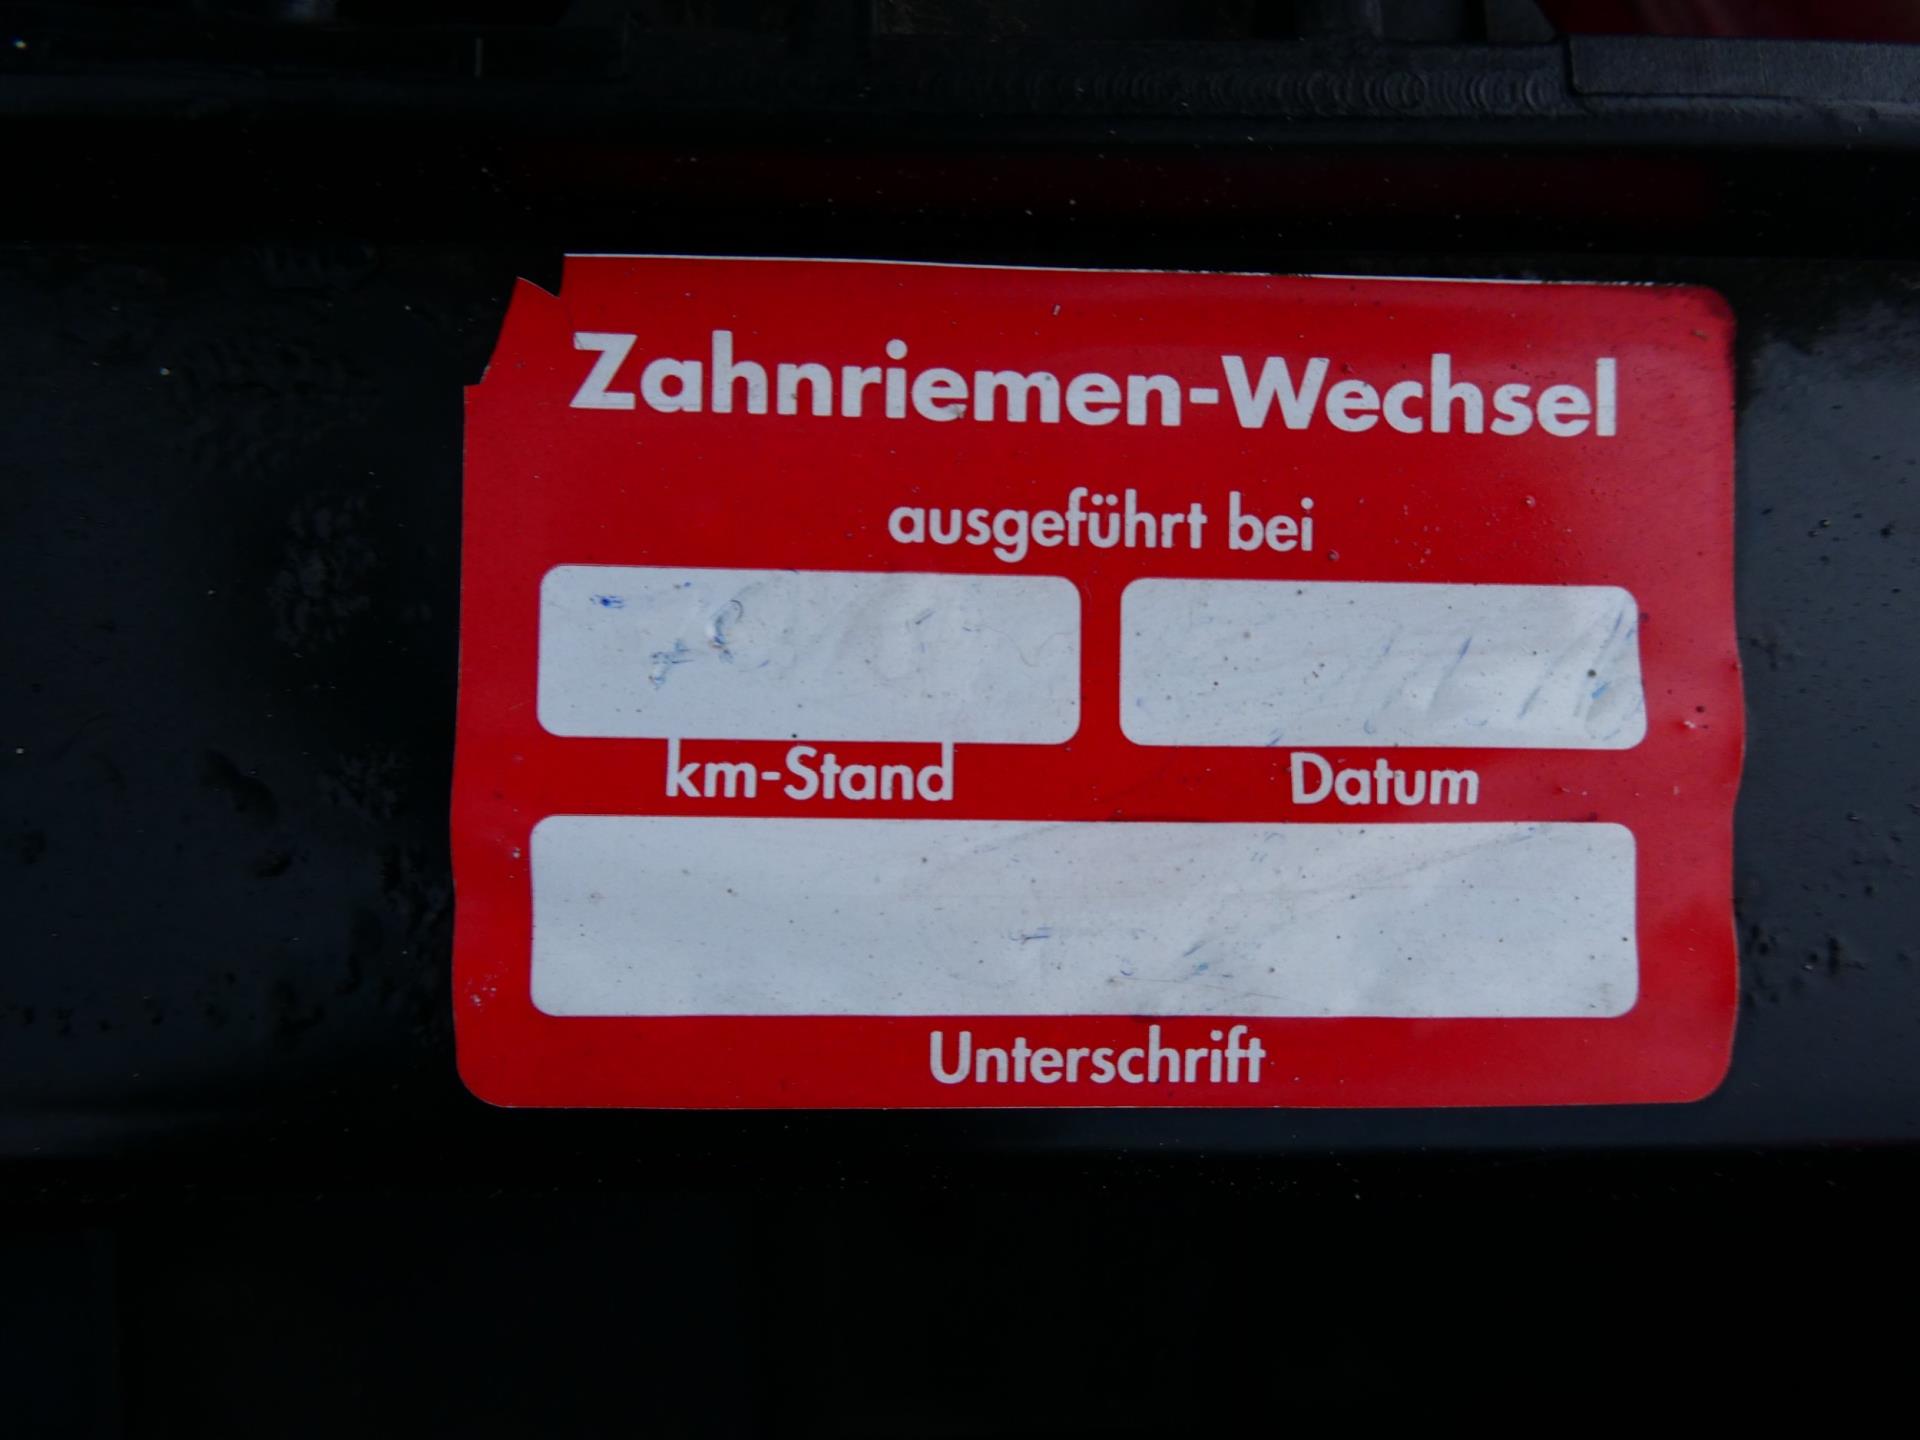 Zahnriemen-Wechsel
ausgeführt bei
km-Stand Datum
Unterschrift